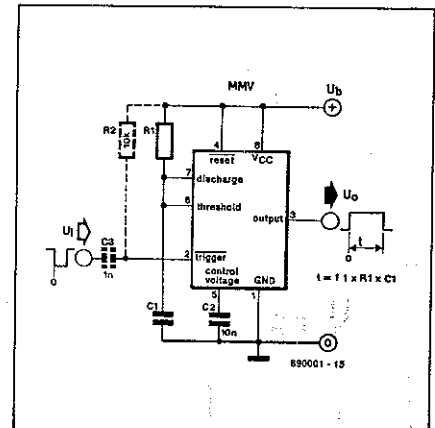 MMV
Ub
R2
10k
R1
4
8
reset
VCC
7
discharge
6
threshold
output
3
Uo
t
0
t = 1'1 x R1 x C1
UI
C3
1n
0
2
trigger
control
voltage
GND
5
1
C1
C2
10n
0
890001 - 15